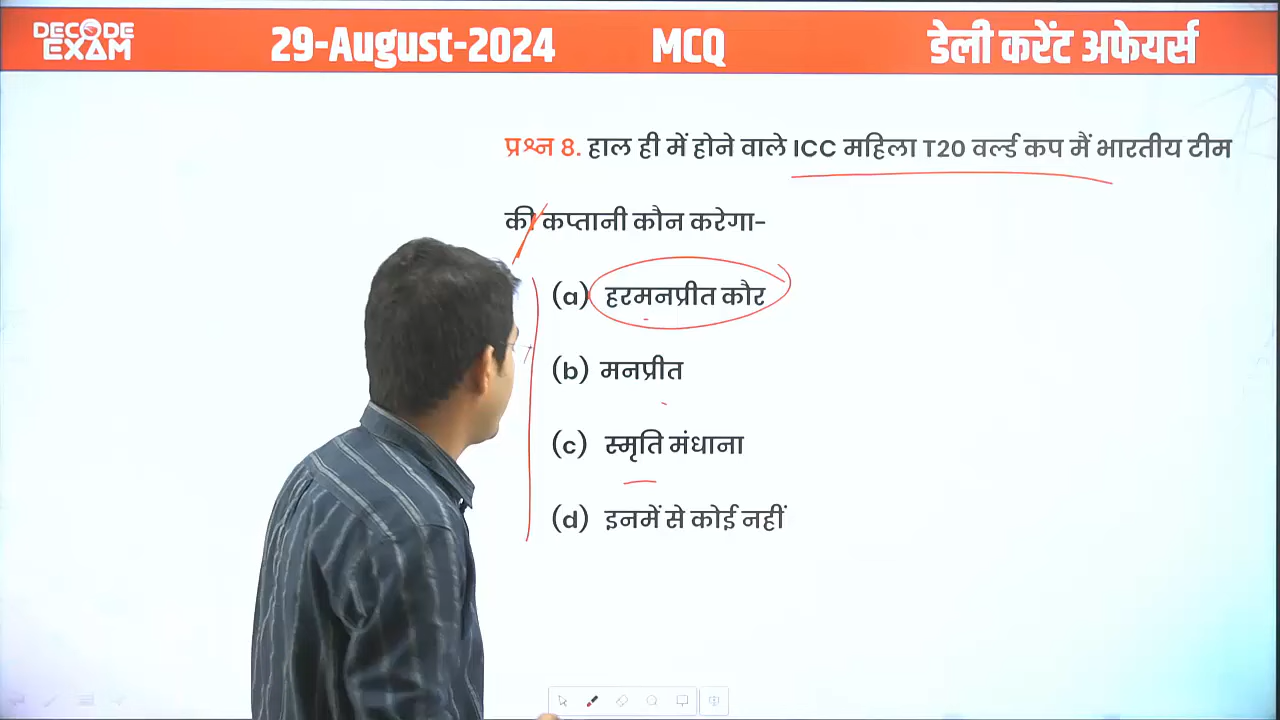 DECODE
EXAM
29-August-2024 MCQ डेली करेंट अफेयर्स
प्रश्न 8. हाल ही में होने वाले ICC महिला T20 वर्ल्ड कप मैं भारतीय टीम
की कप्तानी कौन करेगा-
(a) हरमनप्रीत कौर
(b) मनप्रीत
(c) स्मृति मंधाना
(d) इनमें से कोई नहीं